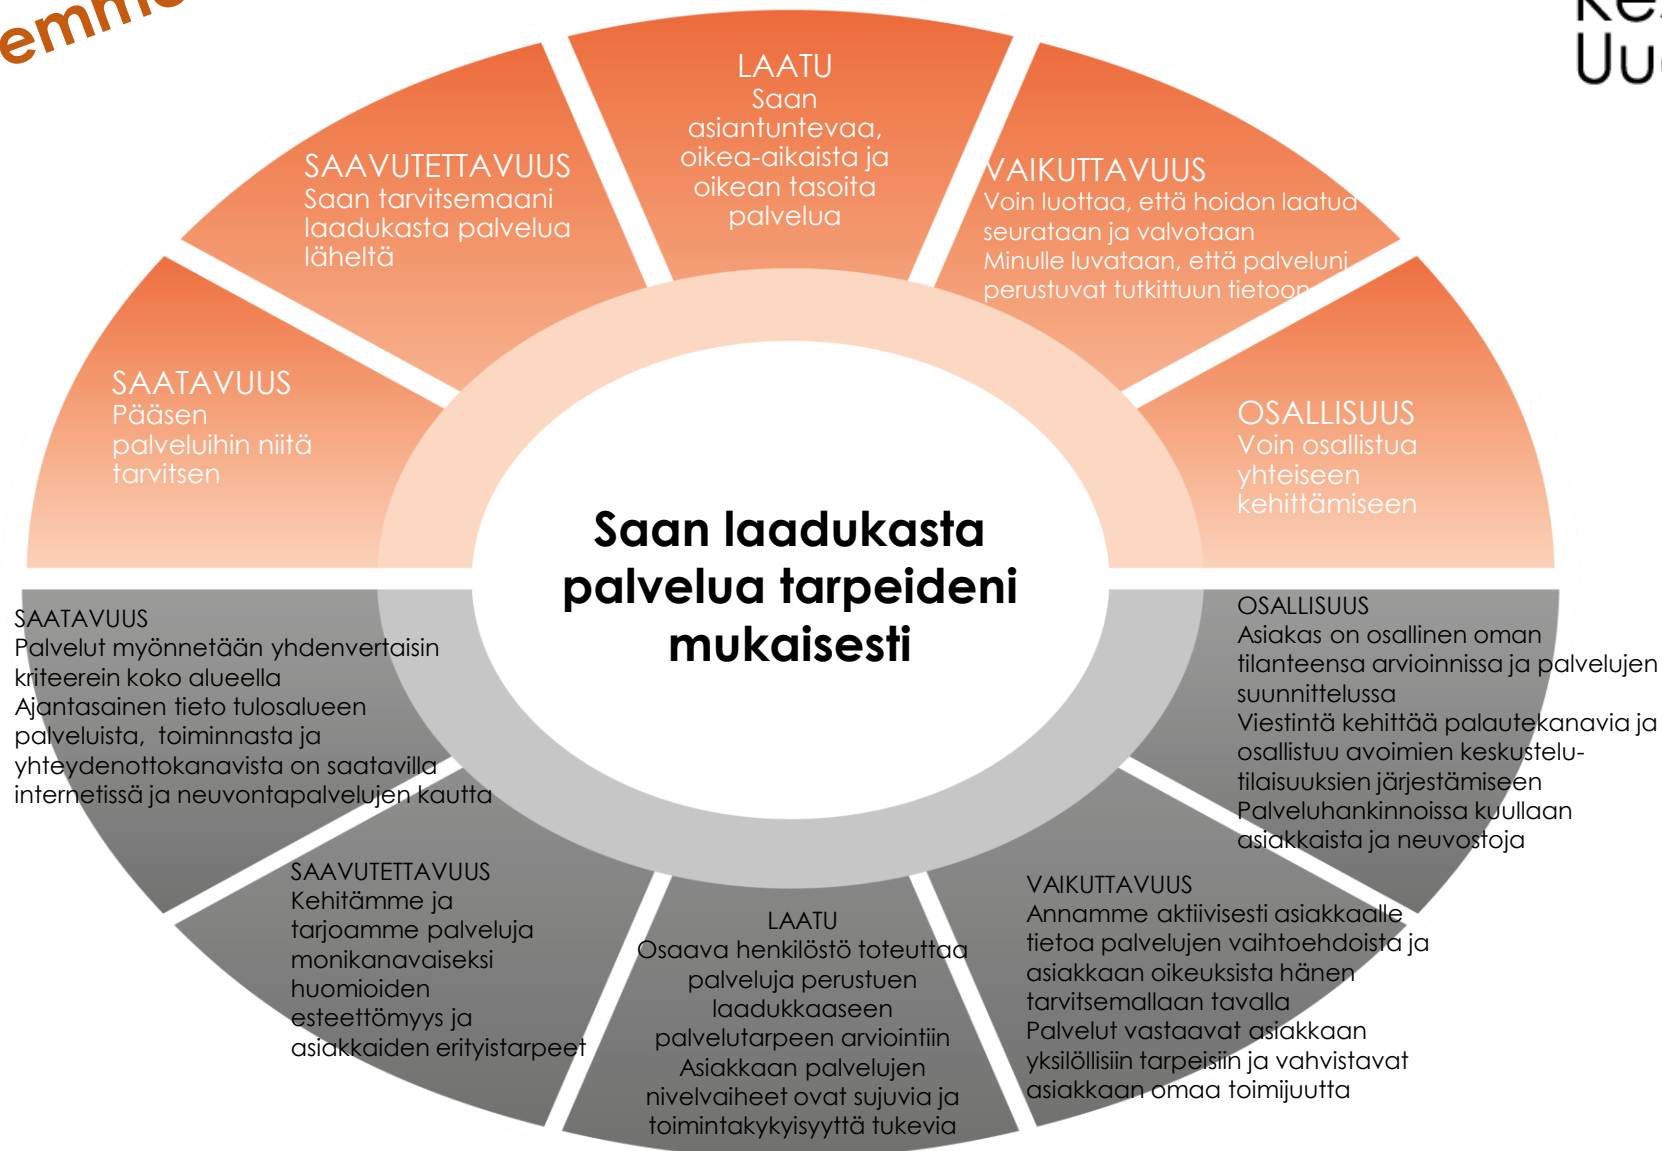 LAATU
Saan
asiantuntevaa,
oikea-aikaista ja
oikean tasoita
palvelua
SAAVUTETTAVUUS
Saan tarvitsemaani
laadukasta palvelua
läheltä
VAIKUTTAVUUS
Voin luottaa, että hoidon laatua
seurataan ja valvotaan
Minulle luvataan, että palveluni
perustuvat tutkittuun tietoon
SAATAVUUS
Pääsen
palveluihin niitä
tarvitsen
OSALLISUUS
Voin osallistua
yhteiseen
kehittämiseen
Saan laadukasta
palvelua tarpeideni
mukaisesti
SAATAVUUS
Palvelut myönnetään yhdenvertaisin
kriteerein koko alueella
Ajantasainen tieto tulosalueen
palveluista, toiminnasta ja
yhteydenottokanavista on saatavilla
internetissä ja neuvontapalvelujen kautta
OSALLISUUS
Asiakas on osallinen oman
tilanteensa arvioinnissa ja palvelujen
suunnittelussa
Viestintä kehittää palautekanavia ja
osallistuu avoimien keskustelu-
tilaisuuksien järjestämiseen
Palveluhankinnoissa kuullaan
asiakkaista ja neuvostoja
SAAVUTETTAVUUS
Kehitämme ja
tarjoamme palveluja
monikanavaiseksi
huomioiden
esteettömyys ja
asiakkaiden erityistarpeet
LAATU
Osaava henkilöstö toteuttaa
palveluja perustuen
laadukkaaseen
palvelutarpeen arviointiin
Asiakkaan palvelujen
nivelvaiheet ovat sujuvia ja
toimintakykyisyyttä tukevia
VAIKUTTAVUUS
Annamme aktiivisesti asiakkaalle
tietoa palvelujen vaihtoehdoista ja
asiakkaan oikeuksista hänen
tarvitsemallaan tavalla
Palvelut vastaavat asiakkaan
yksilöllisiin tarpeisiin ja vahvistavat
asiakkaan omaa toimijuutta